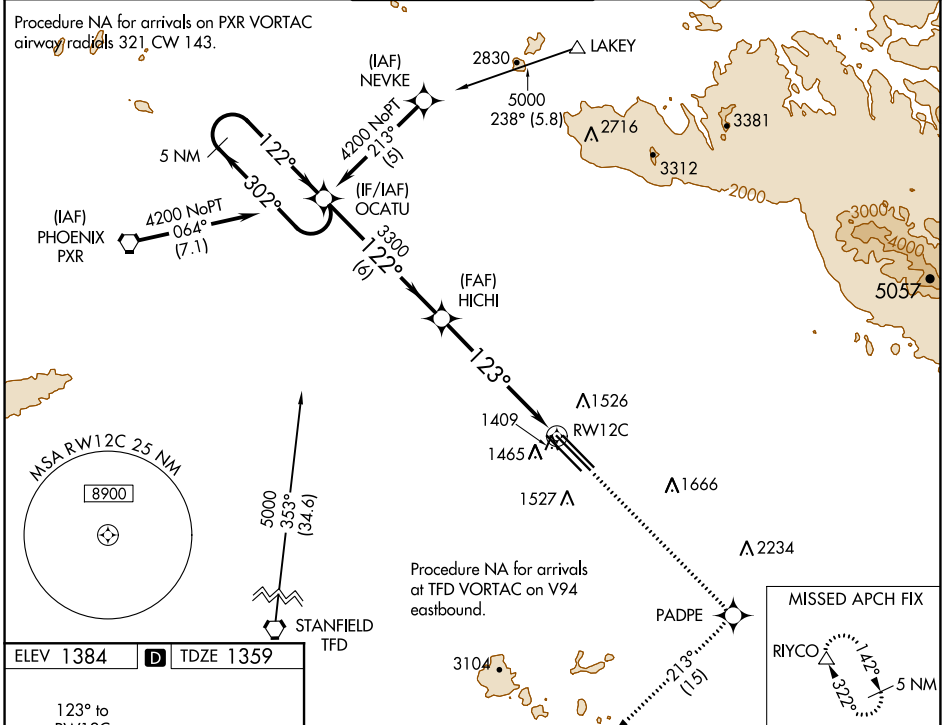 Procedure NA for arrivals on PXR VORTAC
airway radials 321 CW 143.
(IAF)
NEVKE
2830
LAKEY
5000
238° (5.8)
2716
3381
3312
2000
3000
4000
5057
4200 NoPT
213°
(5)
5 NM
122°
302°
(IF/IAF)
OCATU
(IAF)
PHOENIX
PXR
4200 NoPT
064°
(7.1)
3300
122°
(6)
(FAF)
HICHI
123°
1526
1409
RW12C
1465
1527
1666
2234
MSA RW12C 25 NM
8900
5000
353°
(34.6)
Procedure NA for arrivals
at TFD VORTAC on V94
eastbound.
STANFIELD
TFD
PADPE
213°
(15)
3104
MISSED APCH FIX
RIYCO
142°
322°
5 NM
ELEV 1384
D
TDZE 1359
123° to
RW12C